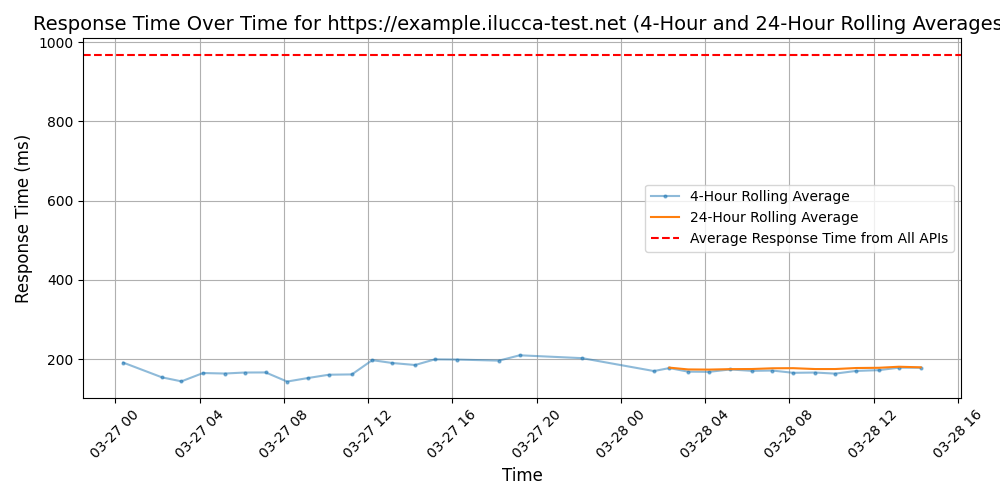 Response Time Over Time for https://example.ilucca-test.net (4-Hour and 24-Hour Rolling Averages
1000
800
600
400
200
Response Time (ms)
4-Hour Rolling Average
24-Hour Rolling Average
Average Response Time from All APIs
03-27 00
03-27 04
03-27 08
03-27 12
03-27 16
03-27 20
03-28 00
03-28 04
03-28 08
03-28 12
03-28 16
Time